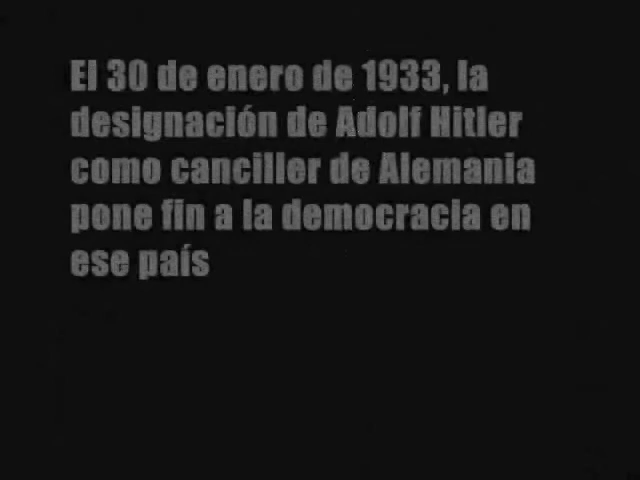 El 30 de enero de 1933, la
designación de Adolf Hitler
como canciller de Alemania
pone fin a la democracia en
ese país